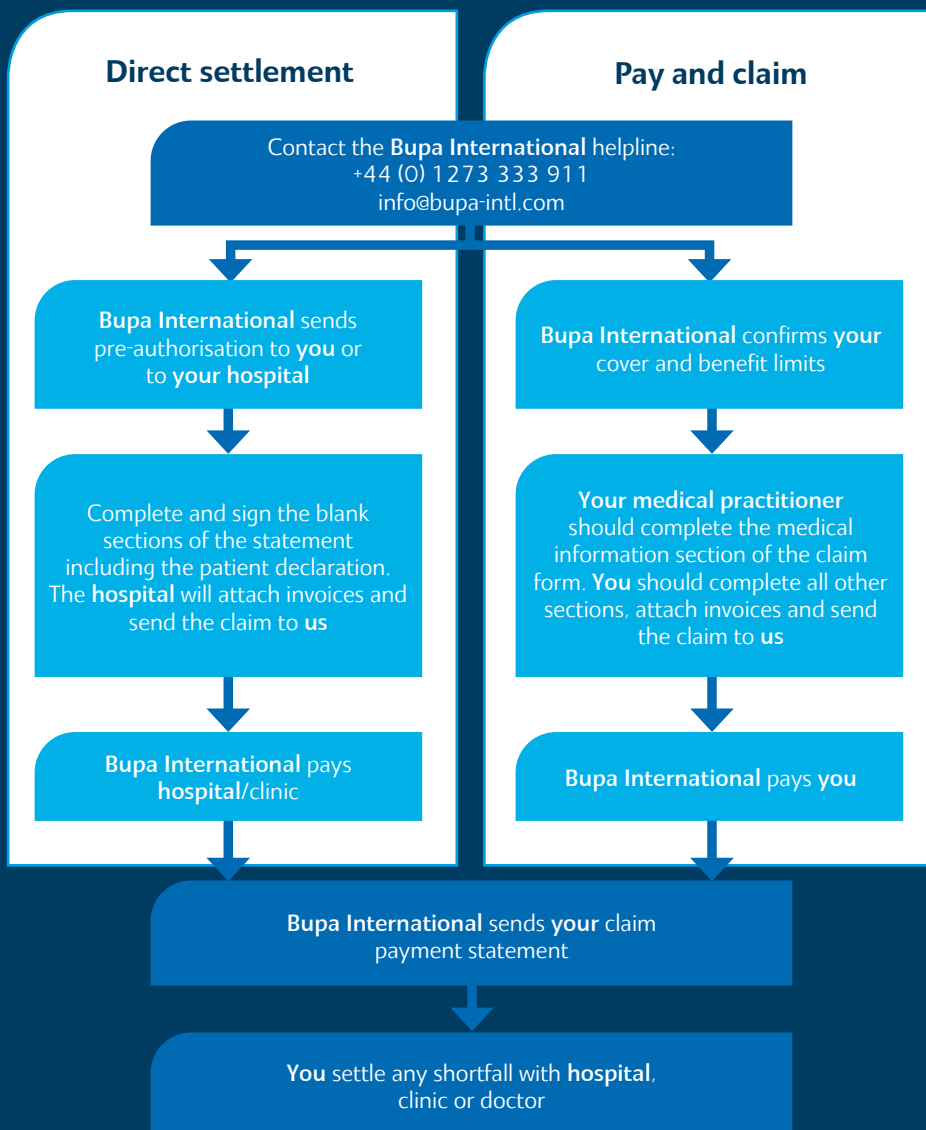 Direct settlement
Pay and claim
Contact the Bupa International helpline:
+44 (0) 1273 333 911
info@bupa-intl.com
Bupa International sends
pre-authorisation to you or
to your hospital
Bupa International confirms your
cover and benefit limits
Complete and sign the blank
sections of the statement
including the patient declaration.
The hospital will attach invoices and
send the claim to us
Your medical practitioner
should complete the medical
information section of the claim
form. You should complete all other
sections, attach invoices and send
the claim to us
Bupa International pays
hospital/clinic
Bupa International pays you
Bupa International sends your claim
payment statement
You settle any shortfall with hospital,
clinic or doctor